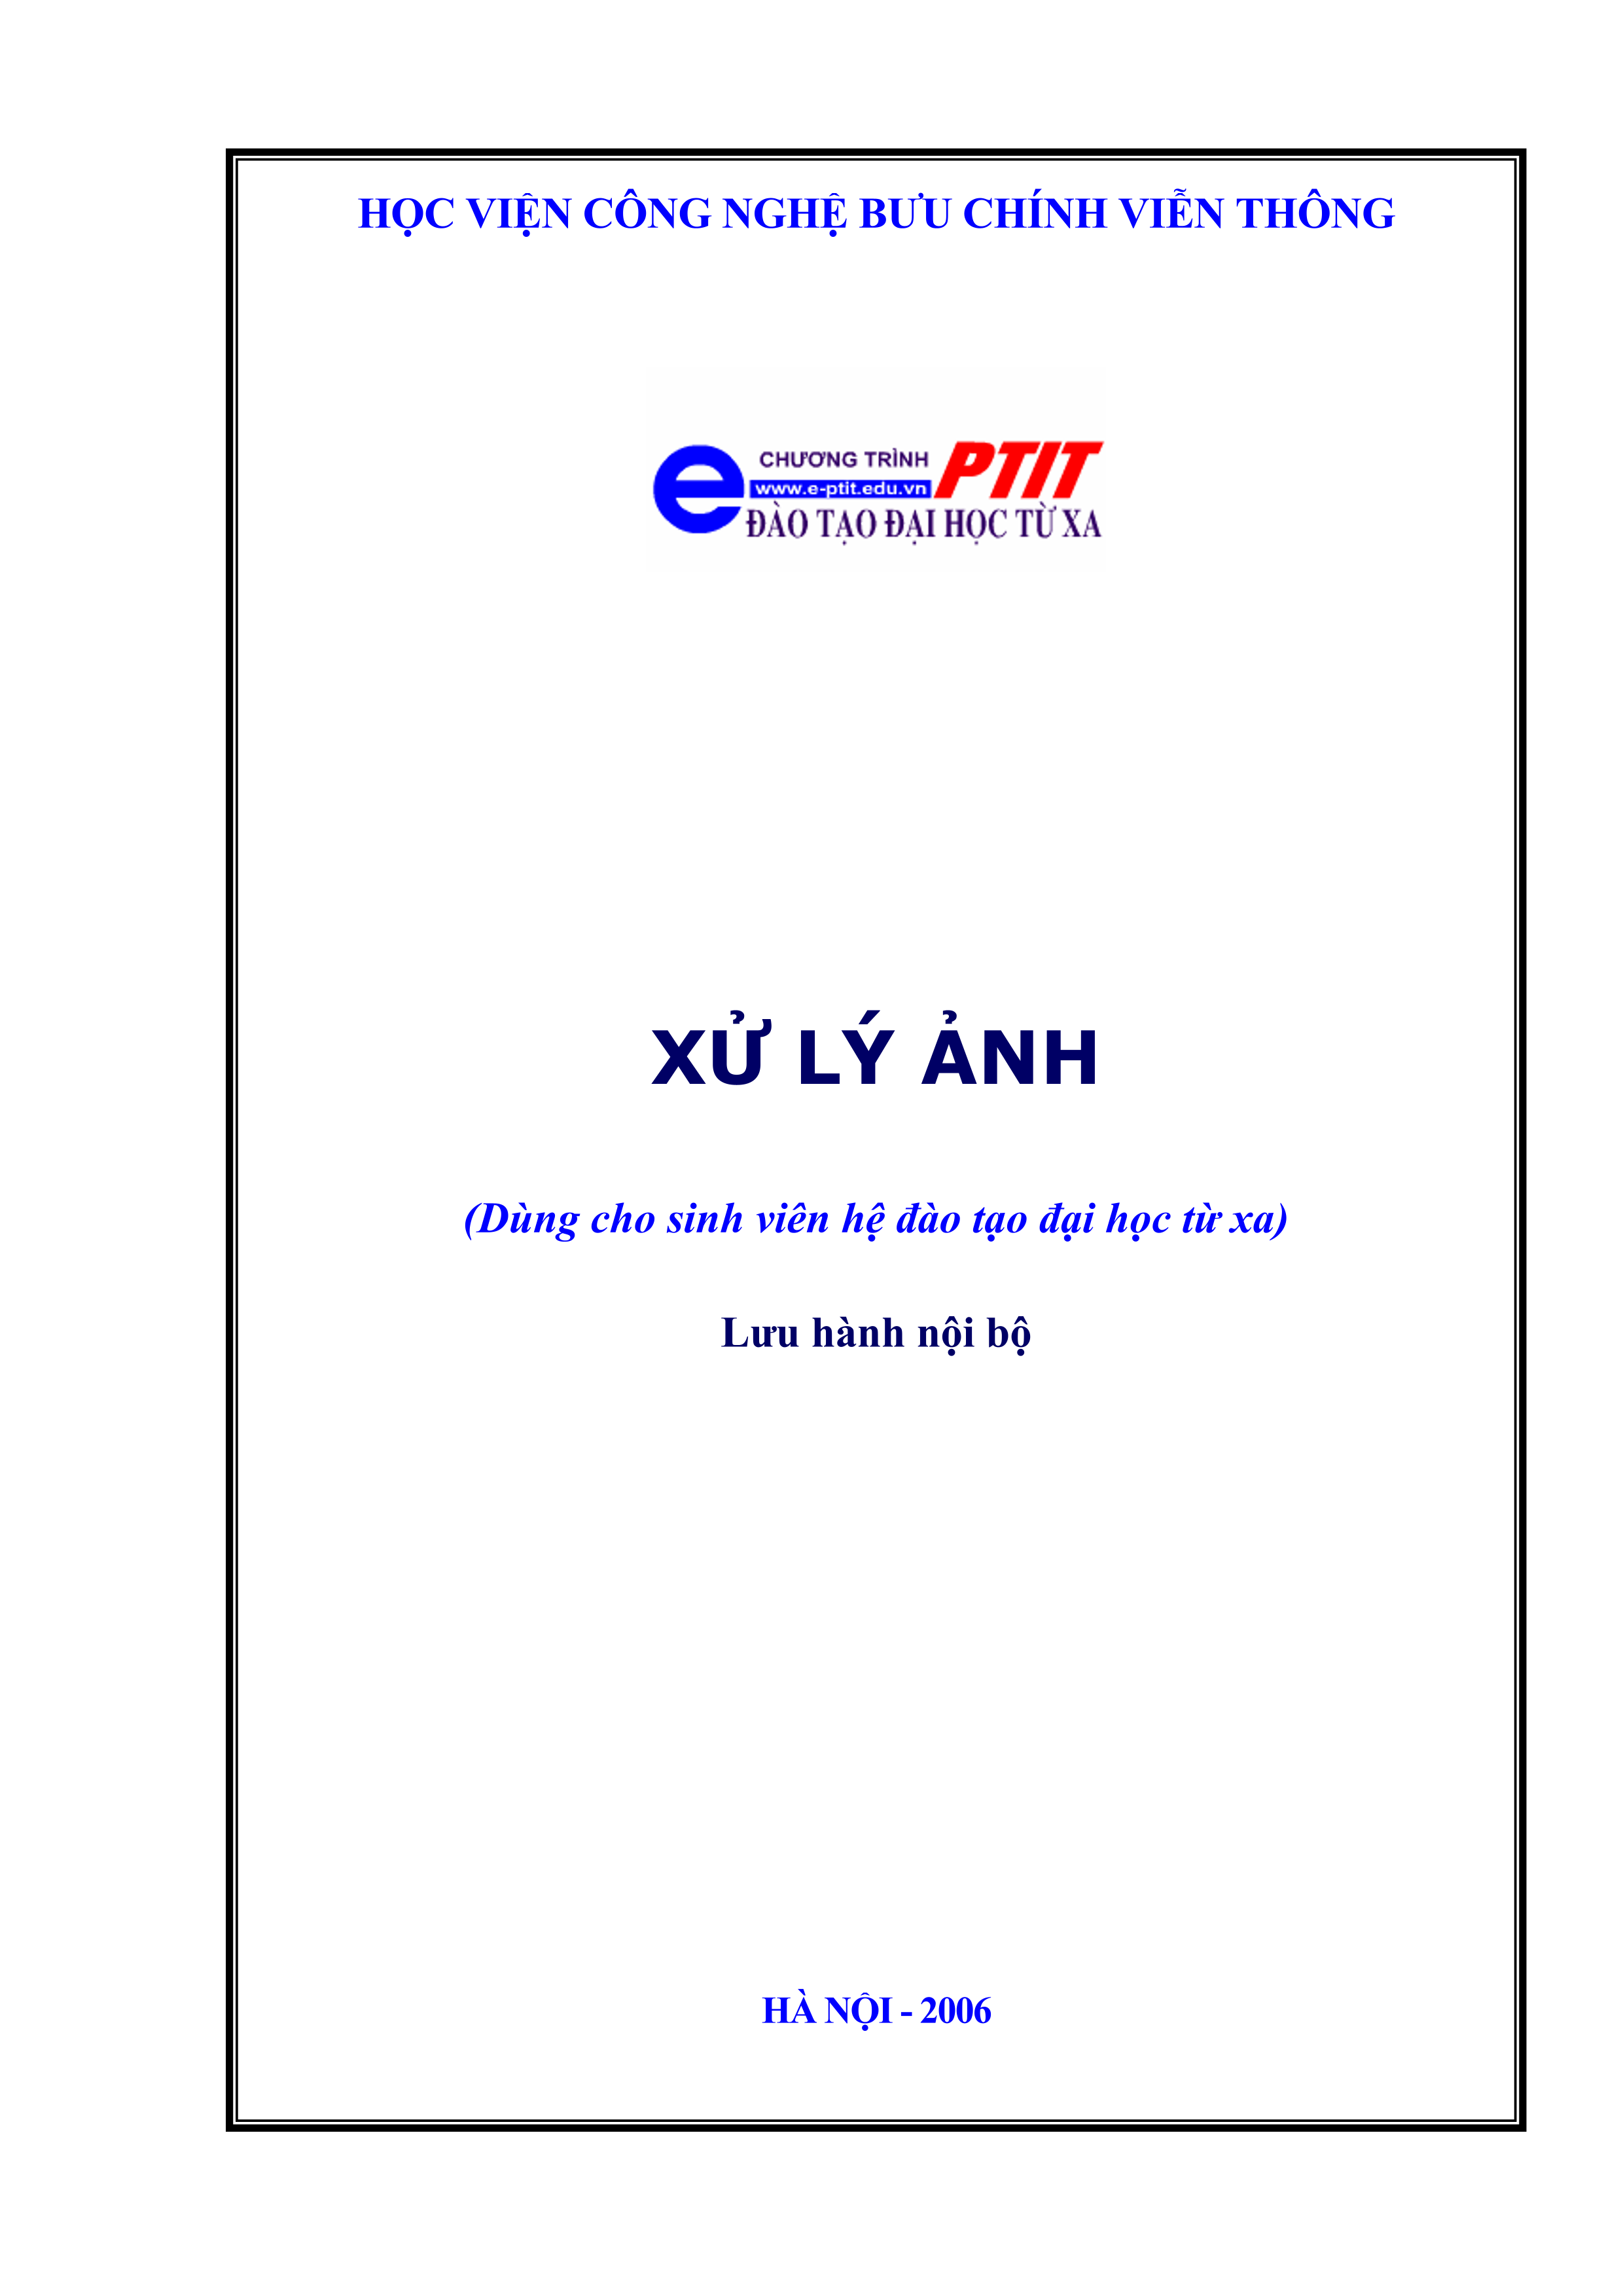 HỌC VIỆN CÔNG NGHỆ BƯU CHÍNH VIỄN THÔNG
e CHƯƠNG TRÌNH PTIT
www.e-ptit.edu.vn
ĐÀO TẠO ĐẠI HỌC TỪ XA
XỬ LÝ ẢNH
(Dùng cho sinh viên hệ đào tạo đại học từ xa)
Lưu hành nội bộ
HÀ NỘI - 2006